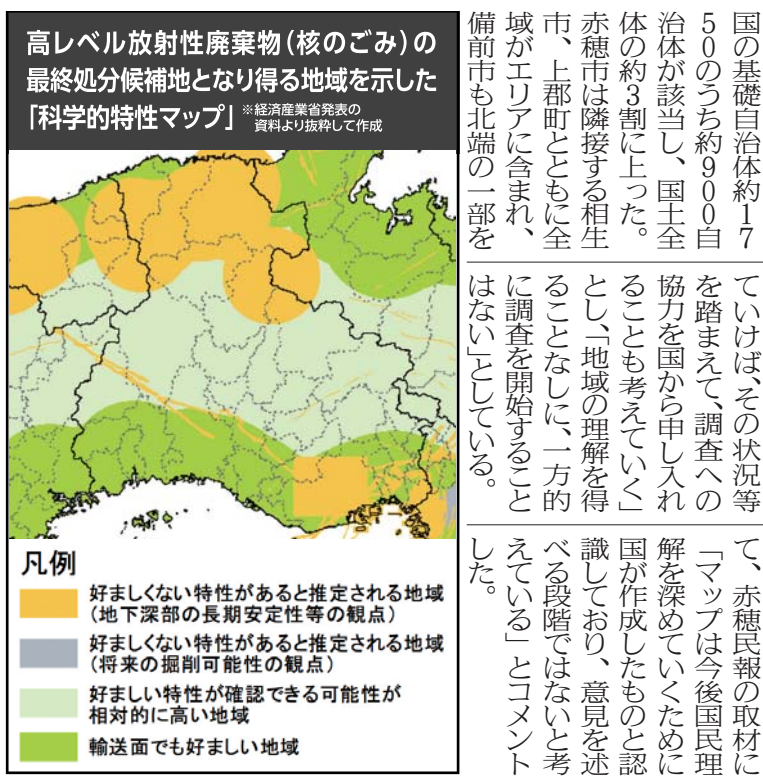 高レベル放射性廃棄物(核のごみ)の
最終処分候補地となり得る地域を示した
「科学的特性マップ」※経済産業省発表の
資料より抜粋して作成
凡例
好ましくない特性があると推定される地域
(地下深部の長期安定性等の観点)
好ましくない特性があると推定される地域
(将来の掘削可能性の観点)
好ましい特性が確認できる可能性が
相対的に高い地域
輸送面でも好ましい地域
国の基礎自治体約17
50のうち約900自
治体が該当し、国土全
体の約3割に上った。
赤穂市は隣接する相生
市、上郡町とともに全
域がエリアに含まれ、
備前市も北端の一部を
ていけば、その状況等
を踏まえて、調査への
協力を国から申し入れ
ることも考えていく」
とし、「地域の理解を得
ることなしに、一方的
に調査を開始すること
はない」としている。
て、赤穂民報の取材に
「マップは今後国民理
解を深めていくために
国が作成したものと認
識しており、意見を述
べる段階ではないと考
えている」とコメント
した。